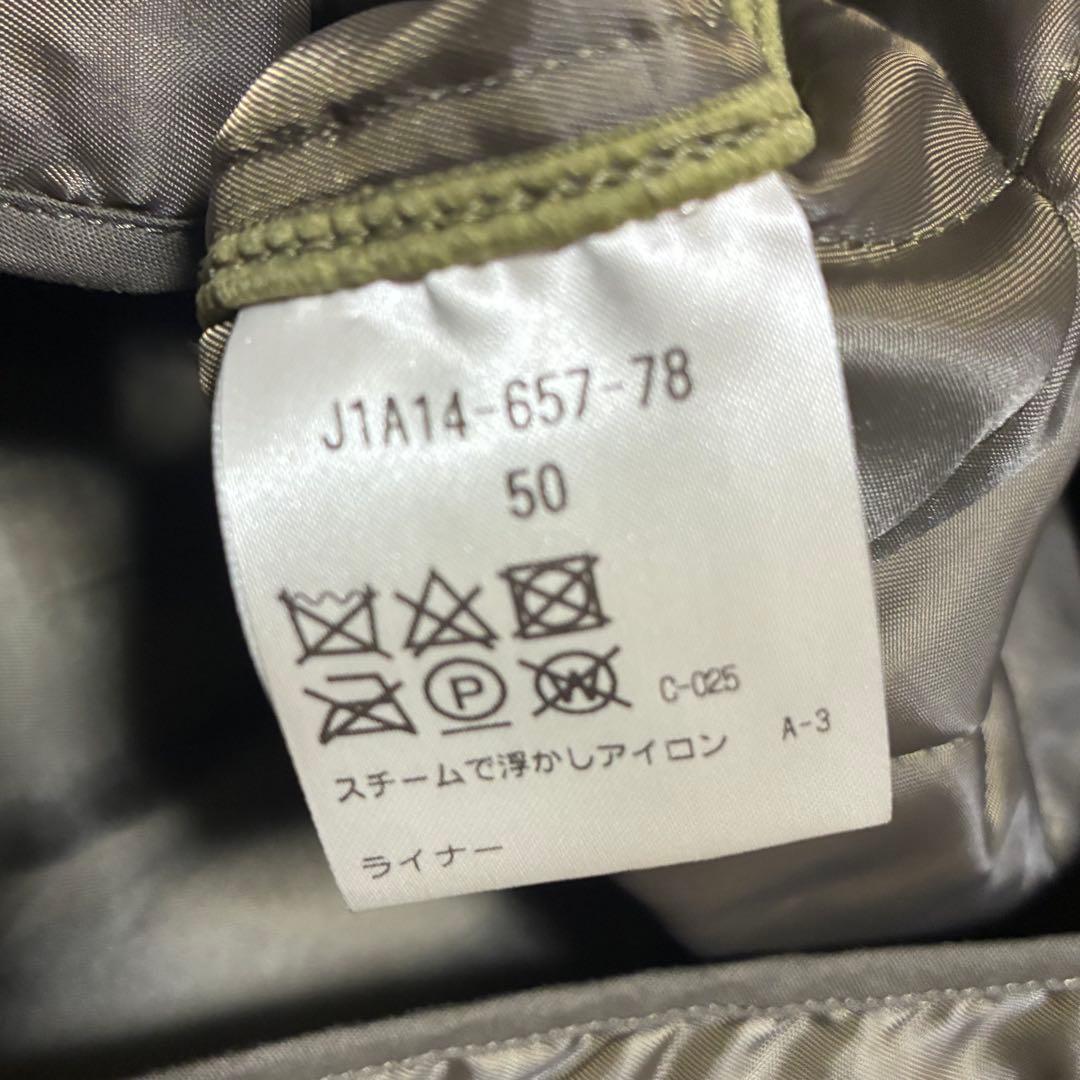 J1A14-657-78
50
P W C-025
スチームで浮かしアイロン A-3
ライナー